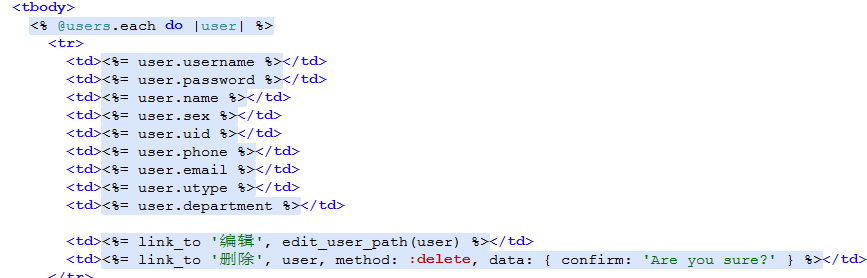 <tbody>
<% @users.each do |user| %>
<tr>
<td><%= user.username %></td>
<td><%= user.password %></td>
<td><%= user.name %></td>
<td><%= user.sex %></td>
<td><%= user.uid %></td>
<td><%= user.phone %></td>
<td><%= user.email %></td>
<td><%= user.utype %></td>
<td><%= user.department %></td>
<td><%= link_to '编辑', edit_user_path(user) %></td>
<td><%= link_to '删除', user, method: :delete, data: { confirm: 'Are you sure?' } %></td>
</tr>